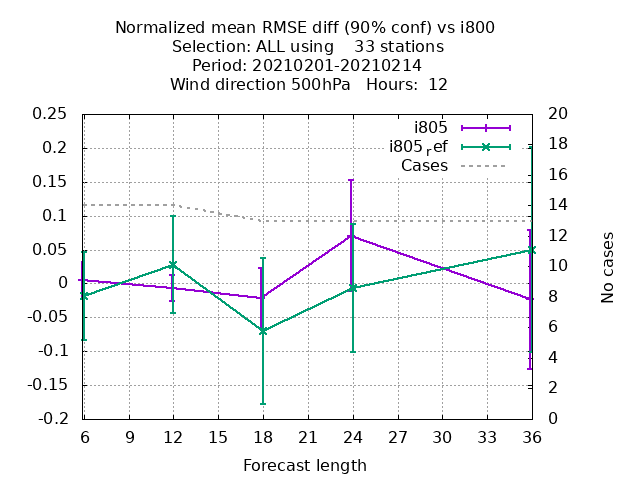 Normalized mean RMSE diff (90% conf) vs i800
Selection: ALL using    33 stations
Period: 20210201-20210214
Wind direction 500hPa   Hours:  12
i805
i805ref
Cases
0.25
0.2
0.15
0.1
0.05
0
-0.05
-0.1
-0.15
-0.2
20
18
16
14
12
10
8
6
4
2
0
No cases
6 9 12 15 18 21 24 27 30 33 36
Forecast length